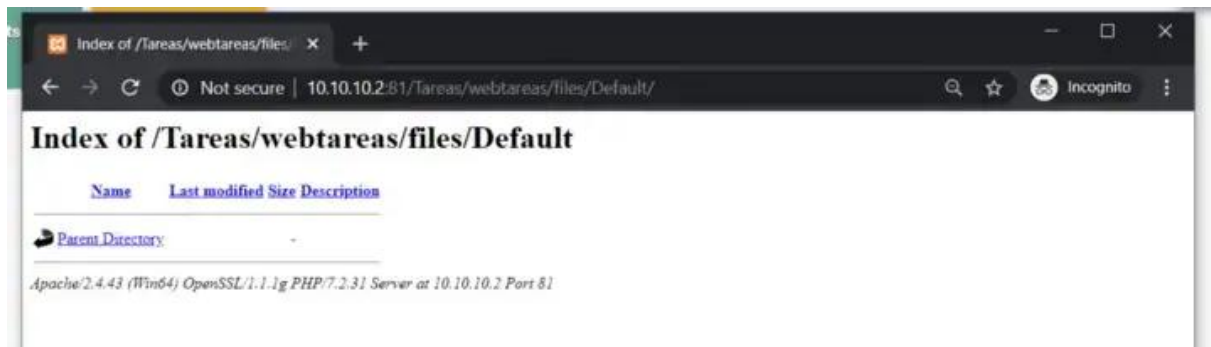 ts
Index of /Tareas/webtareas/files/
Not secure | 10.10.10.2:81/Tareas/webtareas/files/Default/
Incognito
Index of /Tareas/webtareas/files/Default
Name Last modified Size Description
Parent Directory -
Apache/2.4.43 (Win64) OpenSSL/1.1.1g PHP/7.2.31 Server at 10.10.10.2 Port 81